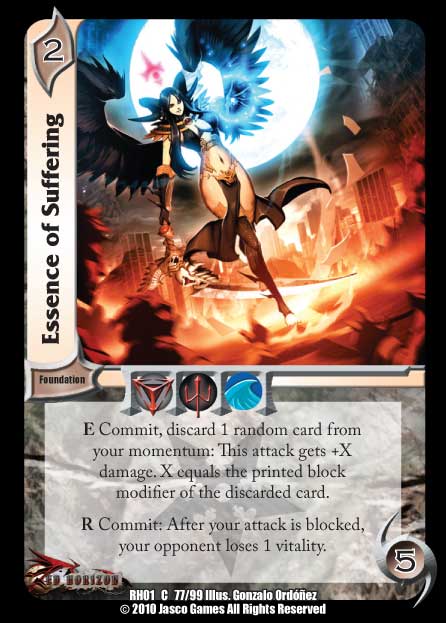 2
Essence of Suffering
Foundation
E Commit, discard 1 random card from
your momentum: This attack gets +X
damage. X equals the printed block
modifier of the discarded card.
R Commit: After your attack is blocked,
your opponent loses 1 vitality.
5
RED HORIZON
RH01 C 77/99 Illus. Gonzalo Ordóñez
© 2010 Jasco Games All Rights Reserved